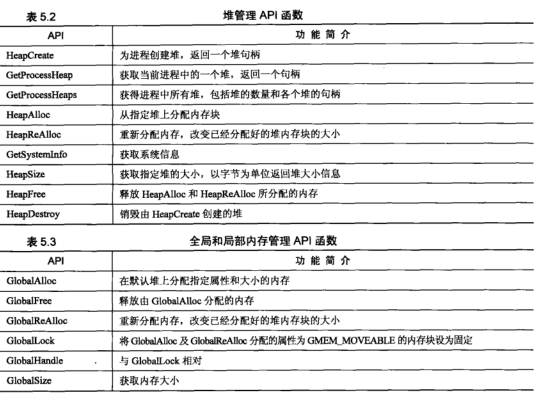 表 5.2 堆管理 API 函数
API 功 能 简 介
HeapCreate 为进程创建堆，返回一个堆句柄
GetProcessHeap 获取当前进程中的一个堆，返回一个句柄
GetProcessHeaps 获得进程中所有堆，包括堆的数量和各个堆的句柄
HeapAlloc 从指定堆上分配内存块
HeapReAlloc 重新分配内存，改变已经分配好的堆内存块的大小
GetSystemInfo 获取系统信息
HeapSize 获取指定堆的大小，以字节为单位返回堆大小信息
HeapFree 释放 HeapAlloc 和 HeapReAlloc 所分配的内存
HeapDestroy 销毁由 HeapCreate 创建的堆
表 5.3 全局和局部内存管理 API 函数
API 功 能 简 介
GlobalAlloc 在默认堆上分配指定属性和大小的内存
GlobalFree 释放由 GlobalAlloc 分配的内存
GlobalReAlloc 重新分配内存，改变已经分配好的堆内存块的大小
GlobalLock 将 GlobalAlloc 及 GlobalReAlloc 分配的属性为 GMEM_MOVEABLE 的内存块设为固定
GlobalHandle 与 GlobalLock 相对
GlobalSize 获取内存大小